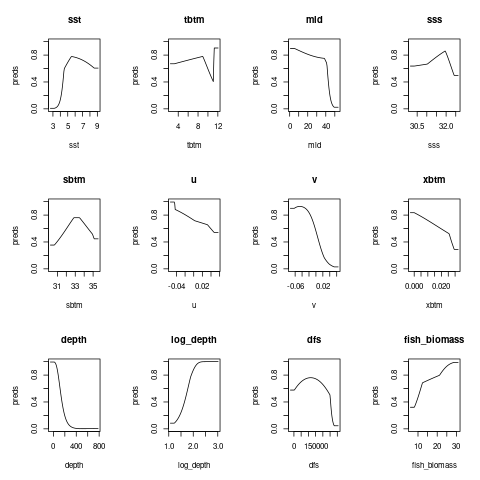 sst
tbtm
mld
sss
preds
0.0 0.4 0.8
3 5 7 9
sst
preds
0.0 0.4 0.8
4 8 12
tbtm
preds
0.0 0.4 0.8
0 20 40
mld
preds
0.0 0.4 0.8
30.5 32.0
sss
sbtm
u
v
xbtm
preds
0.0 0.4 0.8
31 33 35
sbtm
preds
0.0 0.4 0.8
-0.04 0.02
u
preds
0.0 0.4 0.8
-0.06 0.02
v
preds
0.0 0.4 0.8
0.000 0.020
xbtm
depth
log_depth
dfs
fish_biomass
preds
0.0 0.4 0.8
0 400 800
depth
preds
0.0 0.4 0.8
1.0 2.0 3.0
log_depth
preds
0.0 0.4 0.8
0 150000
dfs
preds
0.0 0.4 0.8
10 20 30
fish_biomass